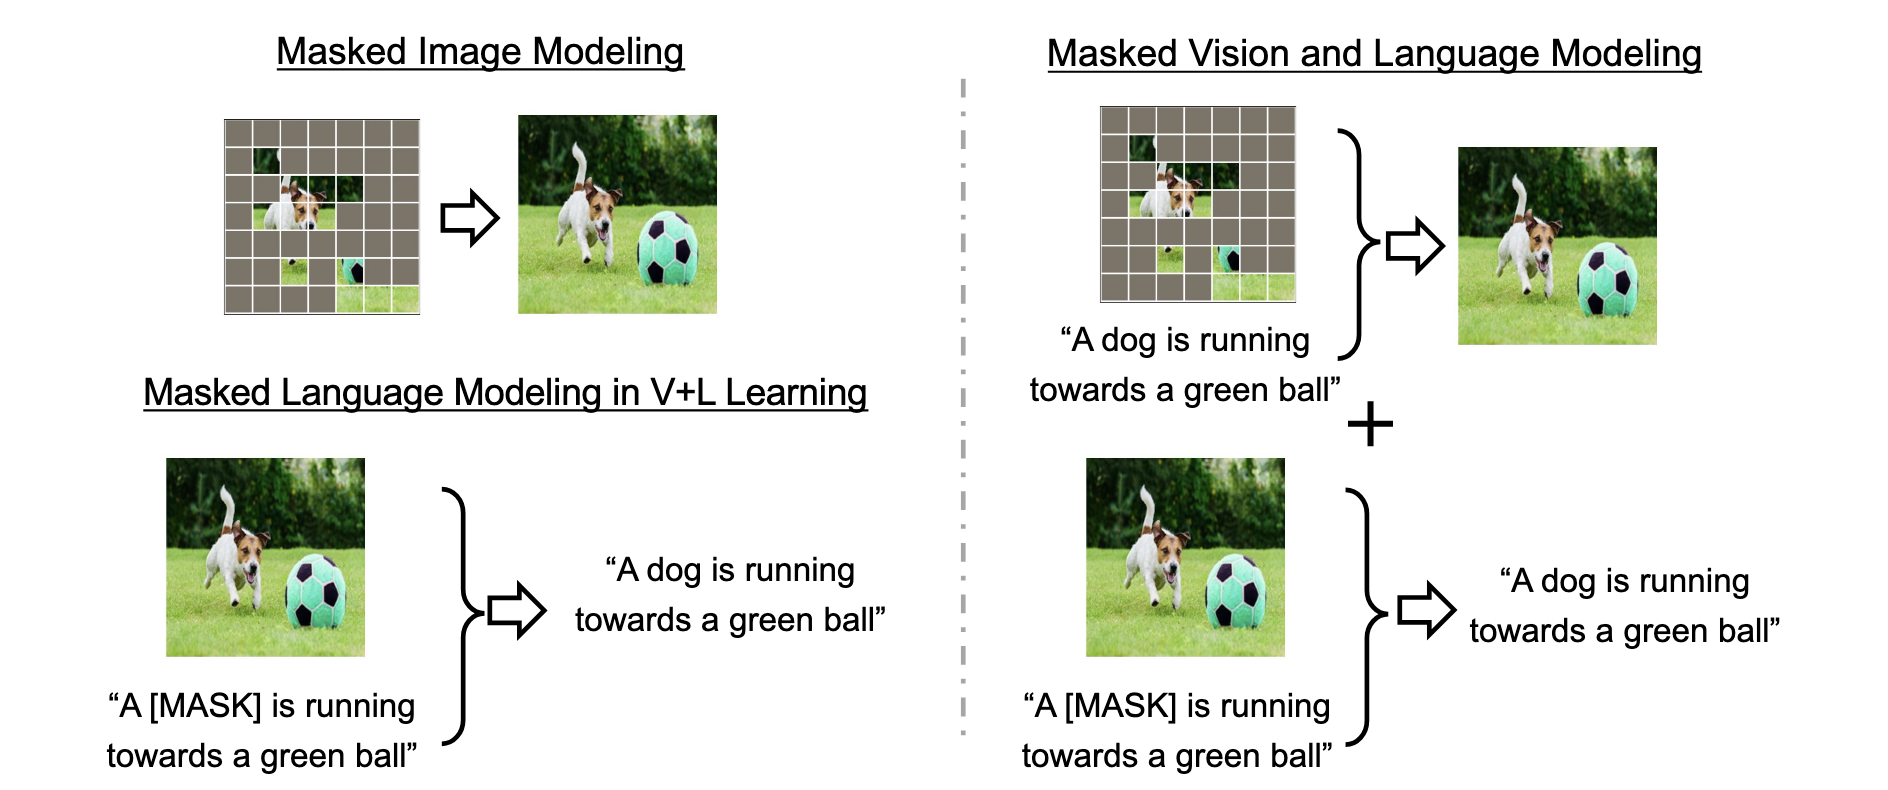 Masked Image Modeling
Masked Language Modeling in V+L Learning
“A [MASK] is running
towards a green ball”
“A dog is running
towards a green ball”
Masked Vision and Language Modeling
“A dog is running
towards a green ball”
+
“A [MASK] is running
towards a green ball”
“A dog is running
towards a green ball”